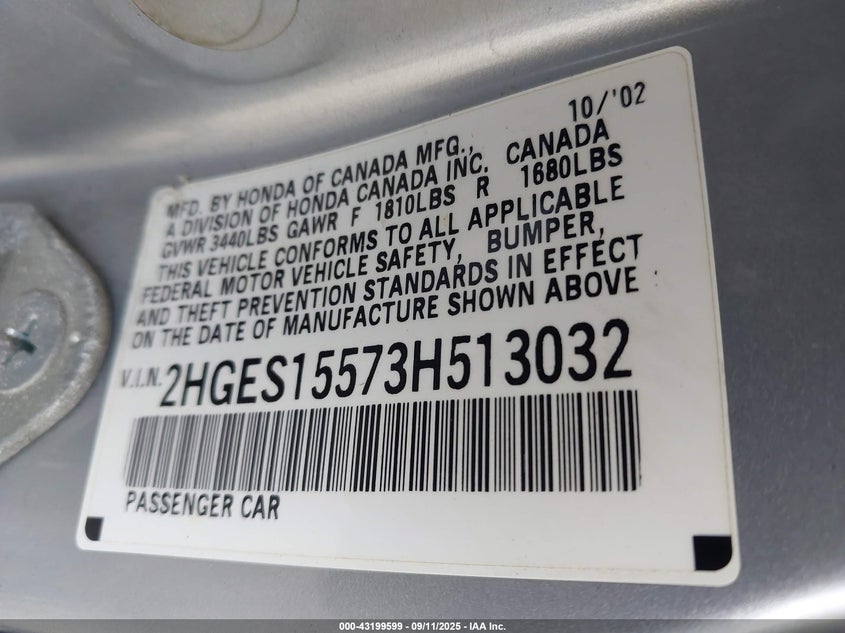 10/'02
MFD. BY HONDA OF CANADA MFG.,
A DIVISION OF HONDA CANADA INC. CANADA
GVWR 3440LBS GAWR F 1810LBS R 1680LBS
THIS VEHICLE CONFORMS TO ALL APPLICABLE
FEDERAL MOTOR VEHICLE SAFETY, BUMPER,
AND THEFT PREVENTION STANDARDS IN EFFECT
ON THE DATE OF MANUFACTURE SHOWN ABOVE
V.I.N. 2HGES15573H513032
PASSENGER CAR
000-43199599 - 09/11/2025 - IAA Inc.